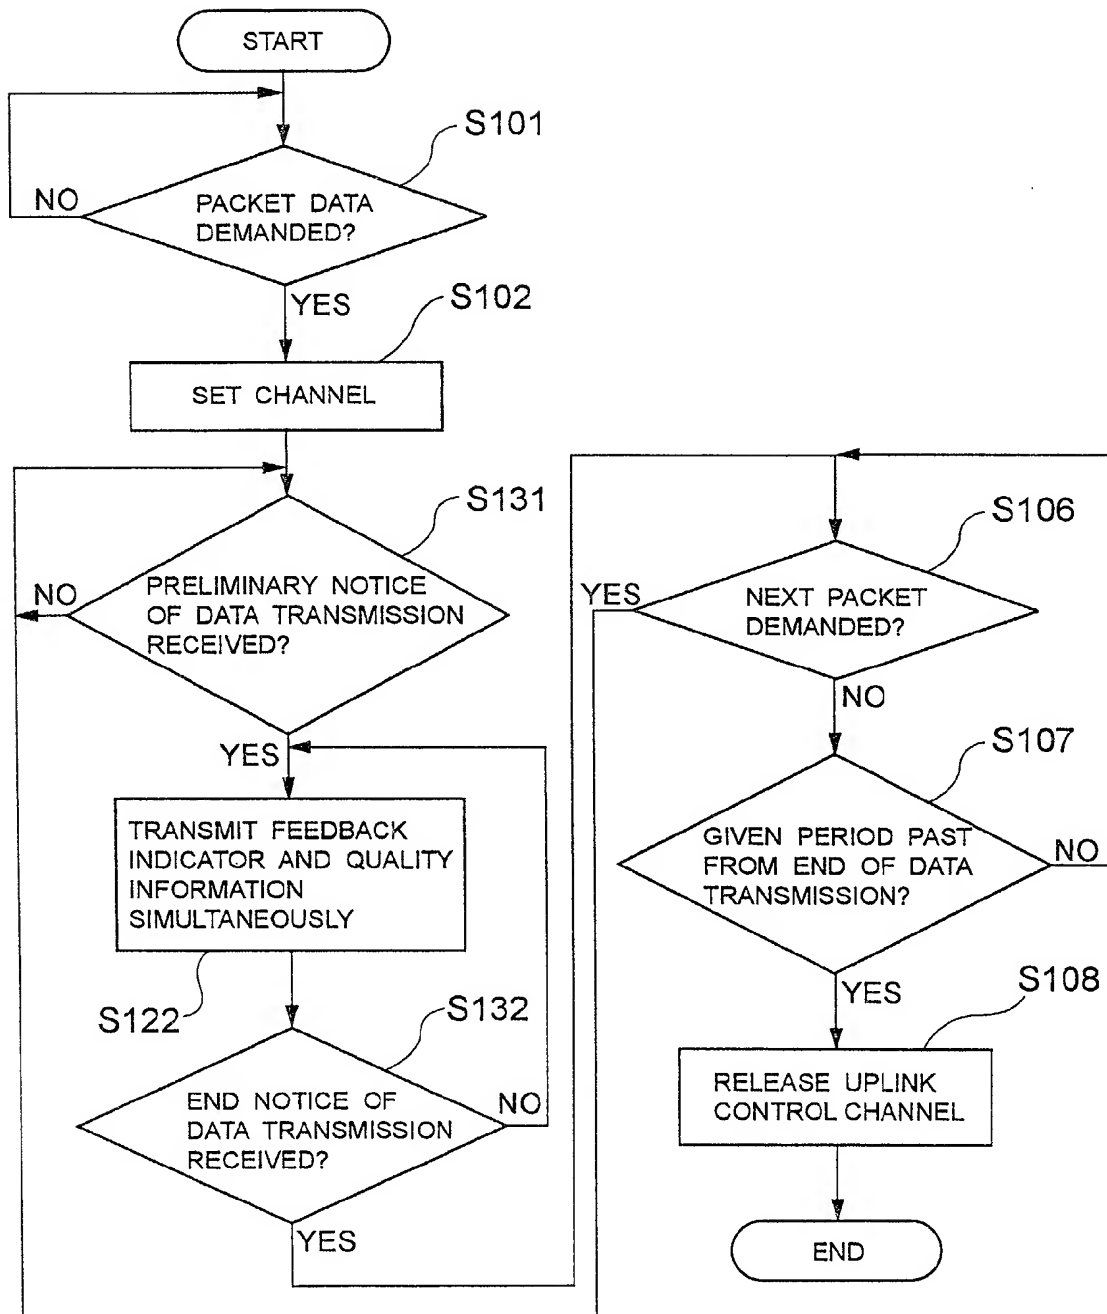 START
S101
NO
PACKET DATA
DEMANDED?
YES
S102
SET CHANNEL
S131
NO
PRELIMINARY NOTICE
OF DATA TRANSMISSION
RECEIVED?
YES
TRANSMIT FEEDBACK
INDICATOR AND QUALITY
INFORMATION
SIMULTANEOUSLY
S122
S132
END NOTICE OF
DATA TRANSMISSION
RECEIVED?
NO
YES
S106
YES
NEXT PACKET
DEMANDED?
NO
S107
GIVEN PERIOD PAST
FROM END OF DATA
TRANSMISSION?
NO
YES
S108
RELEASE UPLINK
CONTROL CHANNEL
END